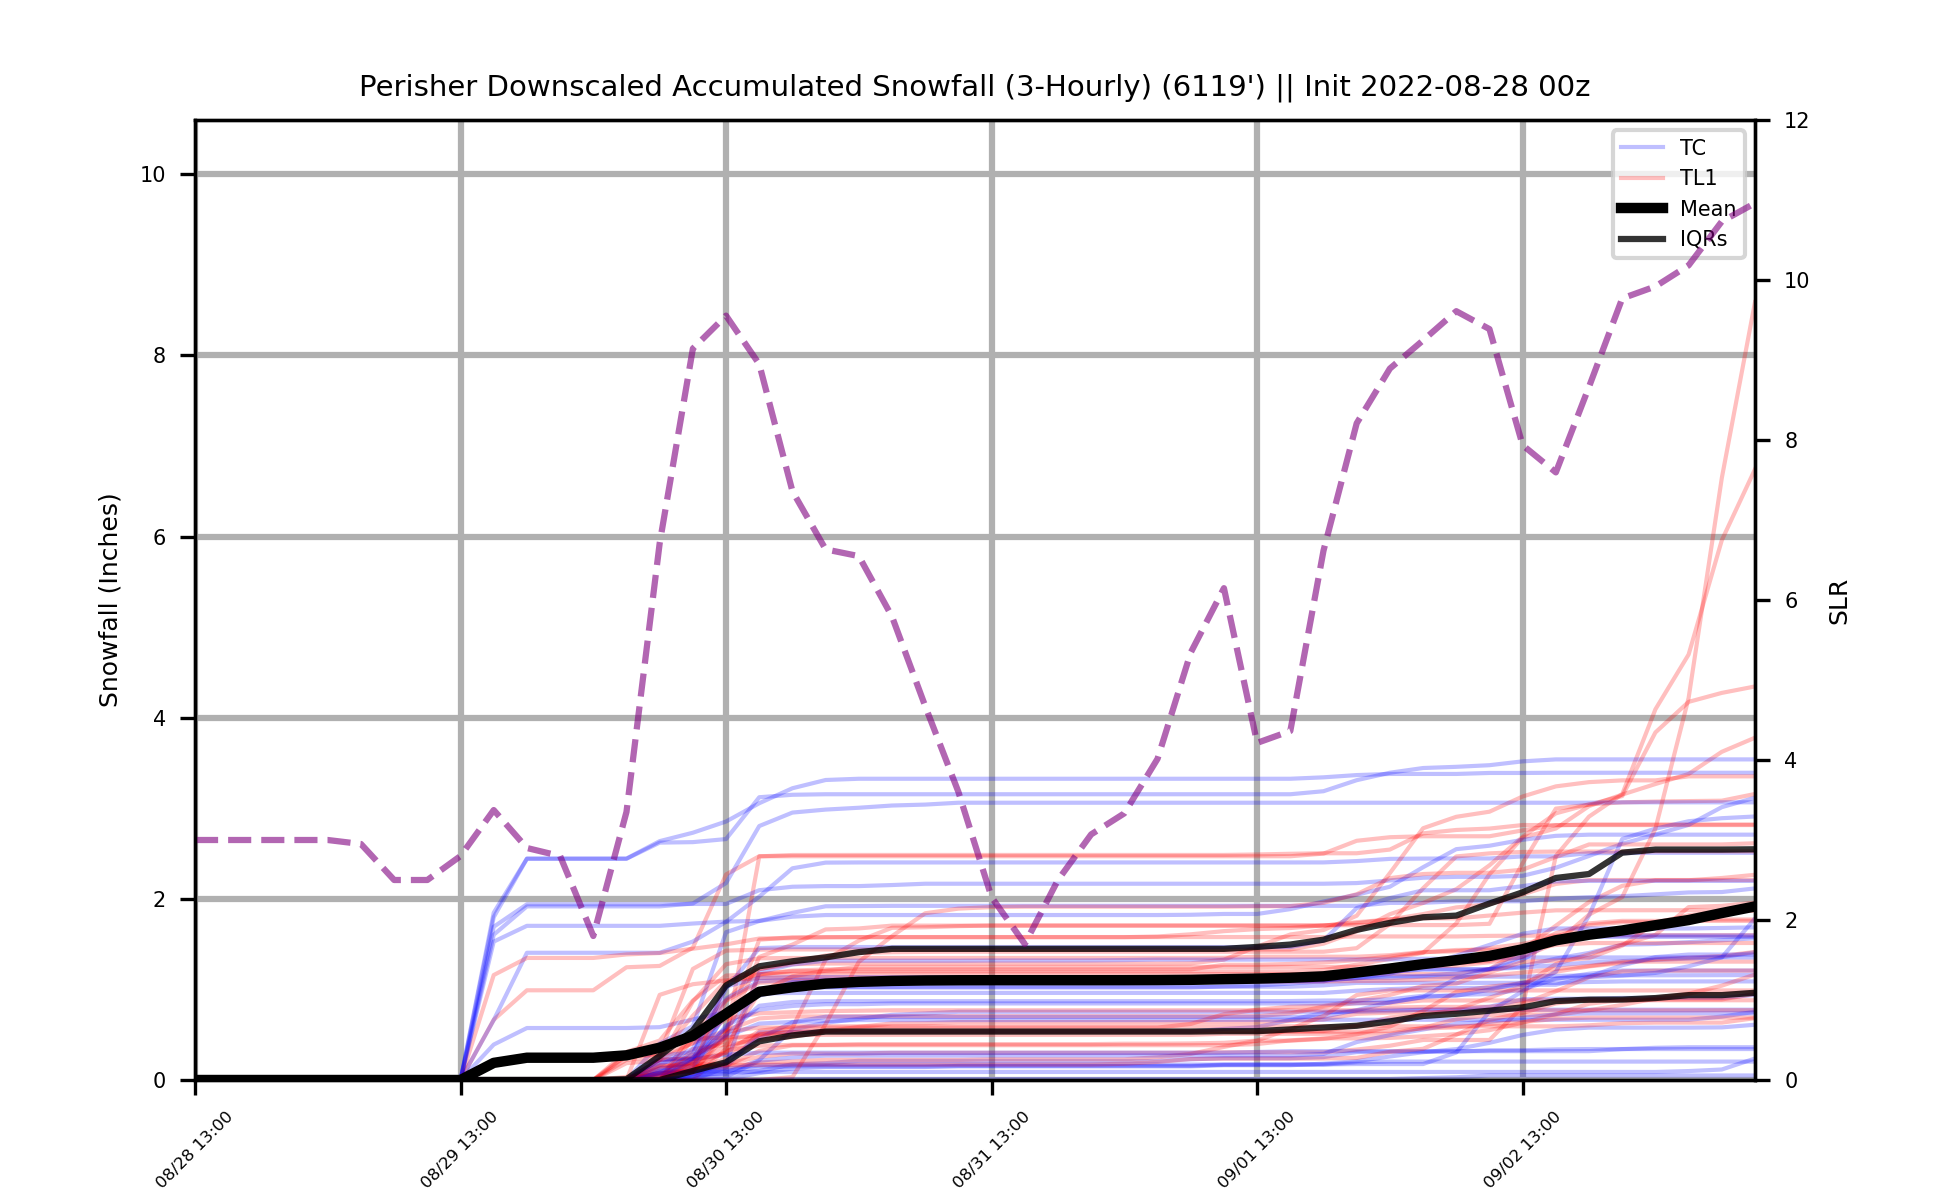 Perisher Downscaled Accumulated Snowfall (3-Hourly) (6119') || Init 2022-08-28 00z
TC
TL1
Mean
IQRs
Snowfall (Inches)
10
8
6
4
2
0
12
10
8
6
4
2
0
SLR
08/28 13:00
08/29 13:00
08/30 13:00
08/31 13:00
09/01 13:00
09/02 13:00